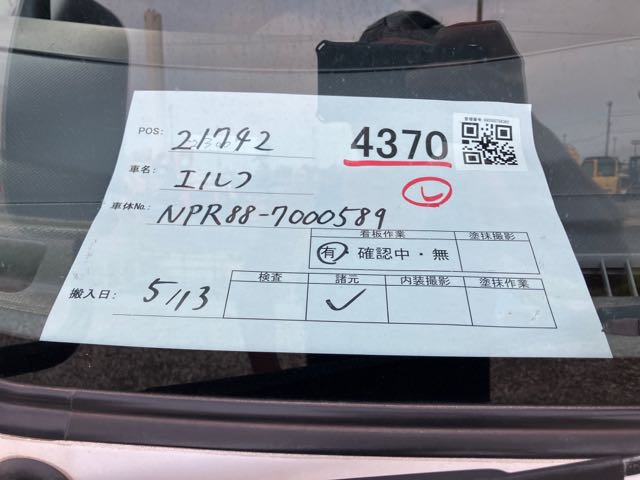 POS: 21742
4370
車名: エルフ
し
車体No.: NPR88-7000589
看板作業 塗抹撮影
有・確認中・無
検査 諸元 内装撮影 塗抹作業
搬入日: 5/13 ✓